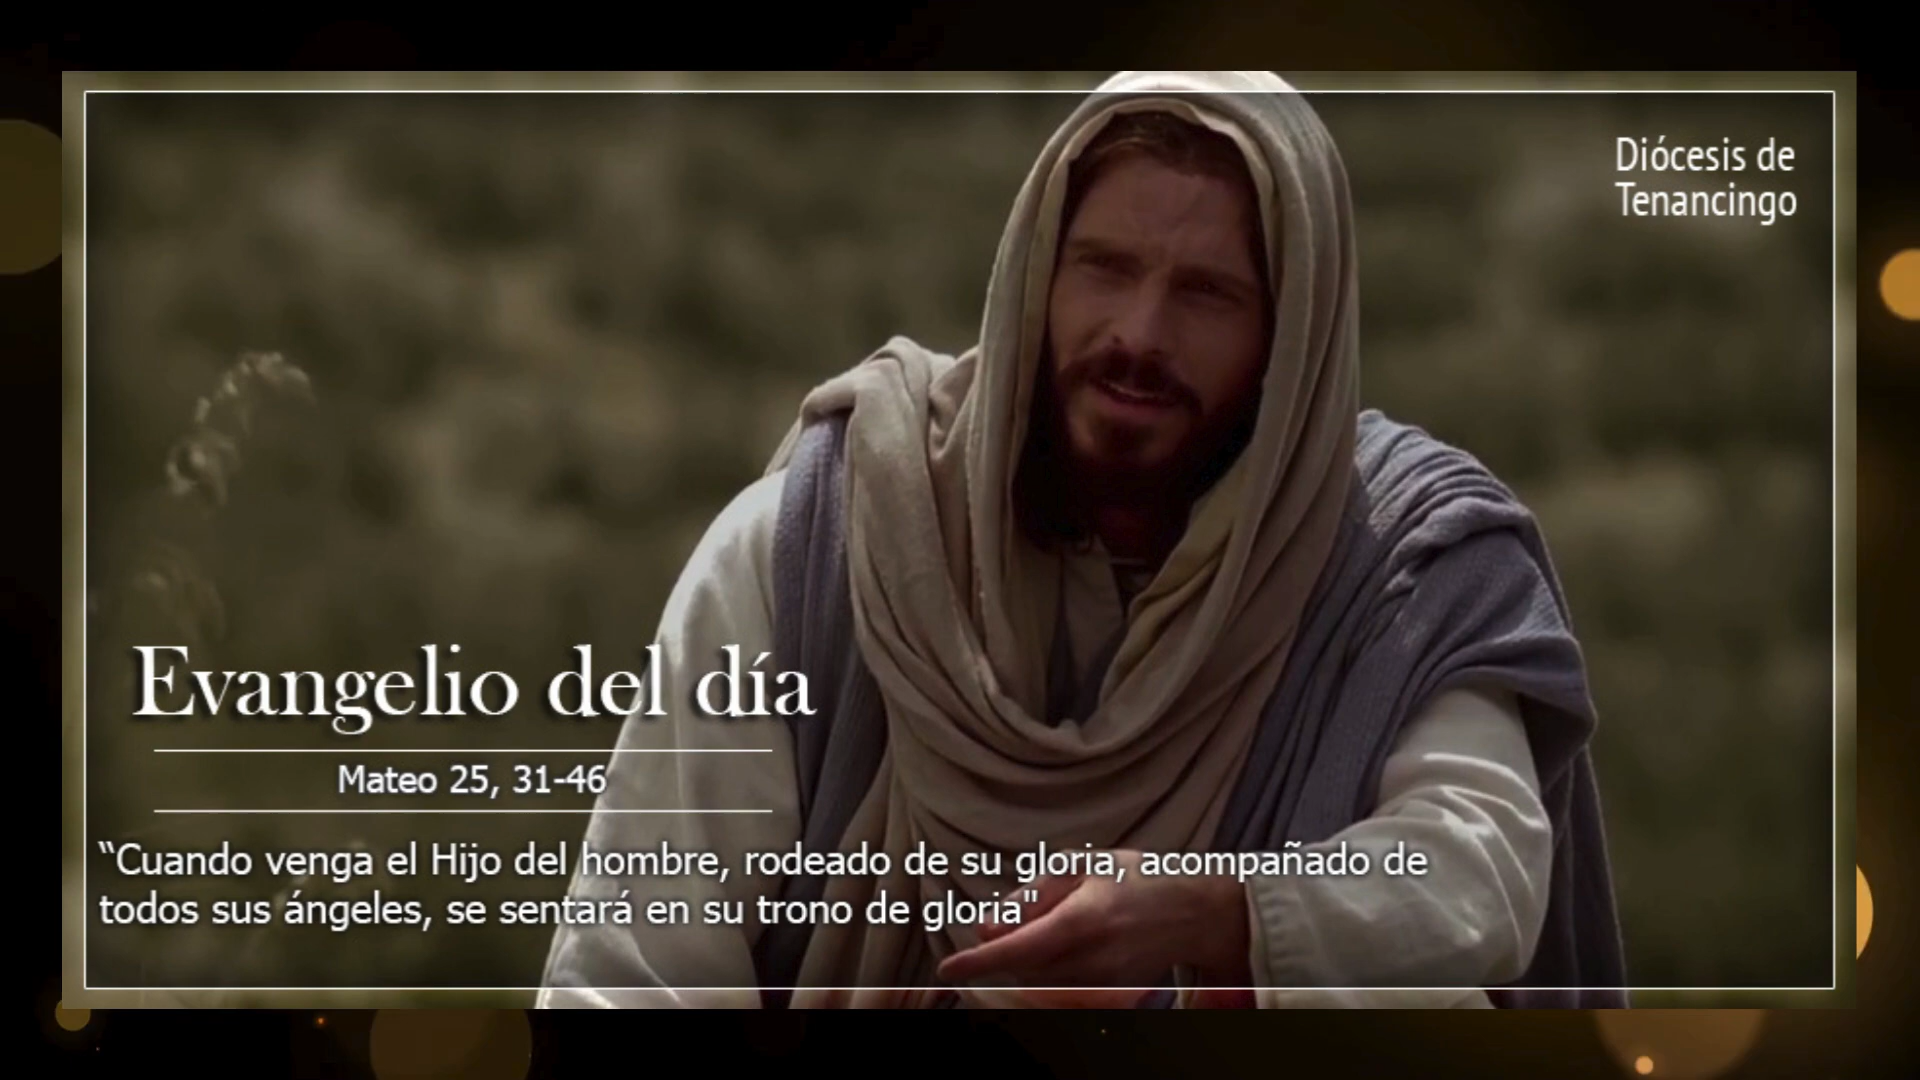 Diócesis de
Tenancingo
Evangelio del día
Mateo 25, 31-46
“Cuando venga el Hijo del hombre, rodeado de su gloria, acompañado de
todos sus ángeles, se sentará en su trono de gloria"